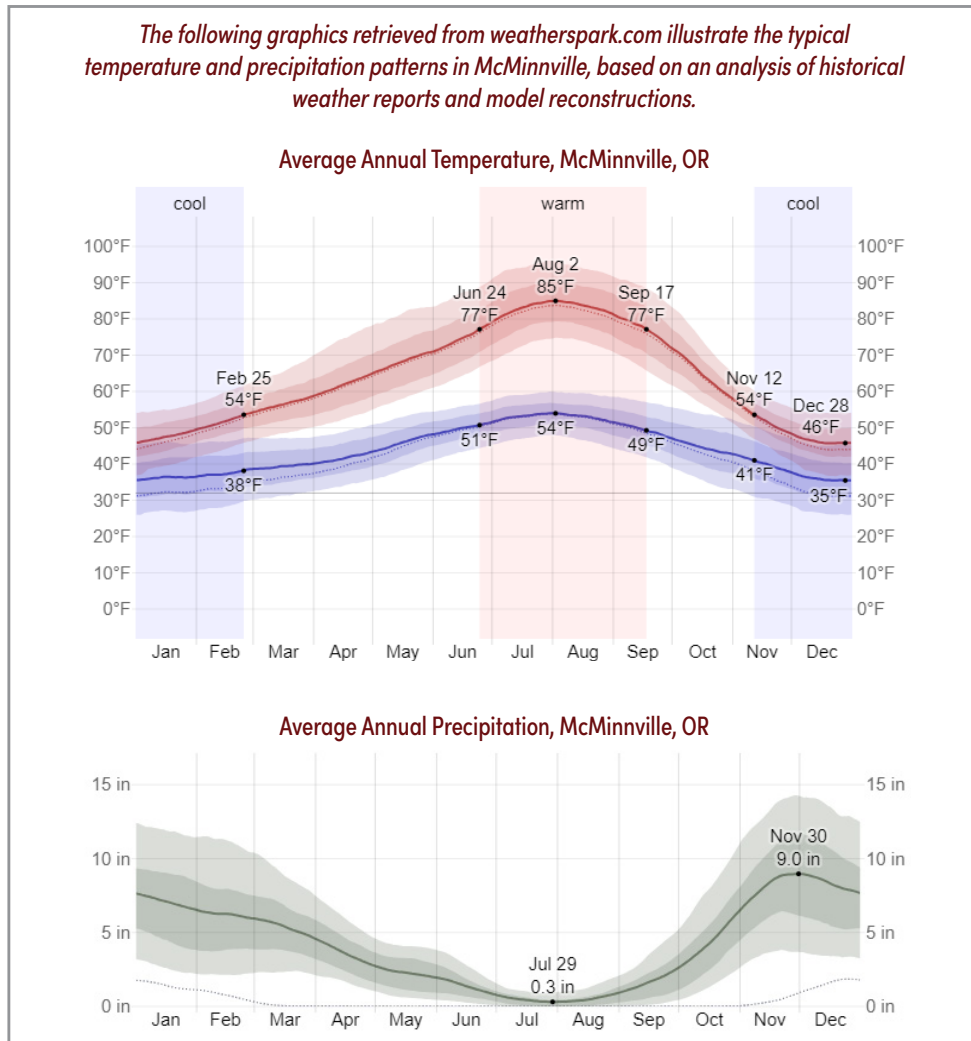 The following graphics retrieved from weatherspark.com illustrate the typical
temperature and precipitation patterns in McMinnville, based on an analysis of historical
weather reports and model reconstructions.
Average Annual Temperature, McMinnville, OR
cool warm cool
100°F 100°F
90°F Aug 2 90°F
Jun 24 85°F Sep 17
80°F 77°F 77°F 80°F
70°F 70°F
60°F Feb 25 Nov 12 60°F
54°F 54°F Dec 28
50°F 46°F 50°F
51°F 54°F 49°F
40°F 38°F 41°F 40°F
30°F 35°F 30°F
20°F 20°F
10°F 10°F
0°F 0°F
Jan Feb Mar Apr May Jun Jul Aug Sep Oct Nov Dec
Average Annual Precipitation, McMinnville, OR
15 in 15 in
Nov 30
10 in 9.0 in 10 in
5 in 5 in
Jul 29
0.3 in
0 in 0 in
Jan Feb Mar Apr May Jun Jul Aug Sep Oct Nov Dec